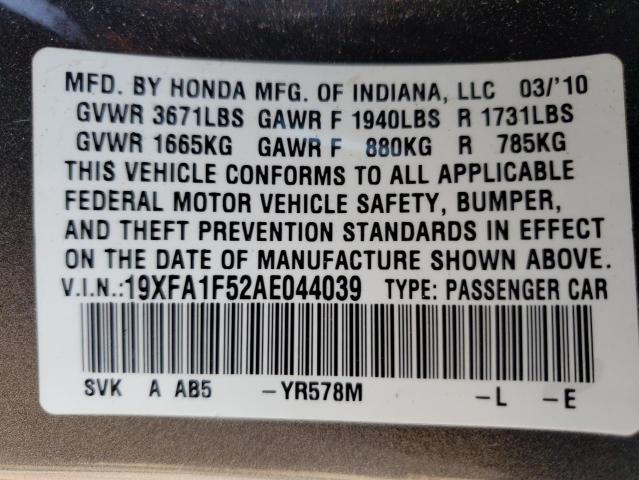 MFD. BY HONDA MFG. OF INDIANA, LLC 03/'10
GVWR 3671LBS GAWR F 1940LBS R 1731LBS
GVWR 1665KG GAWR F 880KG R 785KG
THIS VEHICLE CONFORMS TO ALL APPLICABLE
FEDERAL MOTOR VEHICLE SAFETY, BUMPER,
AND THEFT PREVENTION STANDARDS IN EFFECT
ON THE DATE OF MANUFACTURE SHOWN ABOVE.
V.I.N.:19XFA1F52AE044039 TYPE: PASSENGER CAR
SVK A AB5 -YR578M -L -E